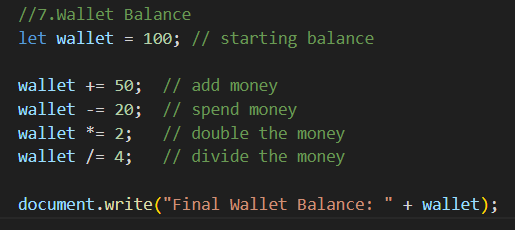 //7.Wallet Balance
let wallet = 100; // starting balance
wallet += 50;  // add money
wallet -= 20;  // spend money
wallet *= 2;   // double the money
wallet /= 4;   // divide the money
document.write("Final Wallet Balance: " + wallet);